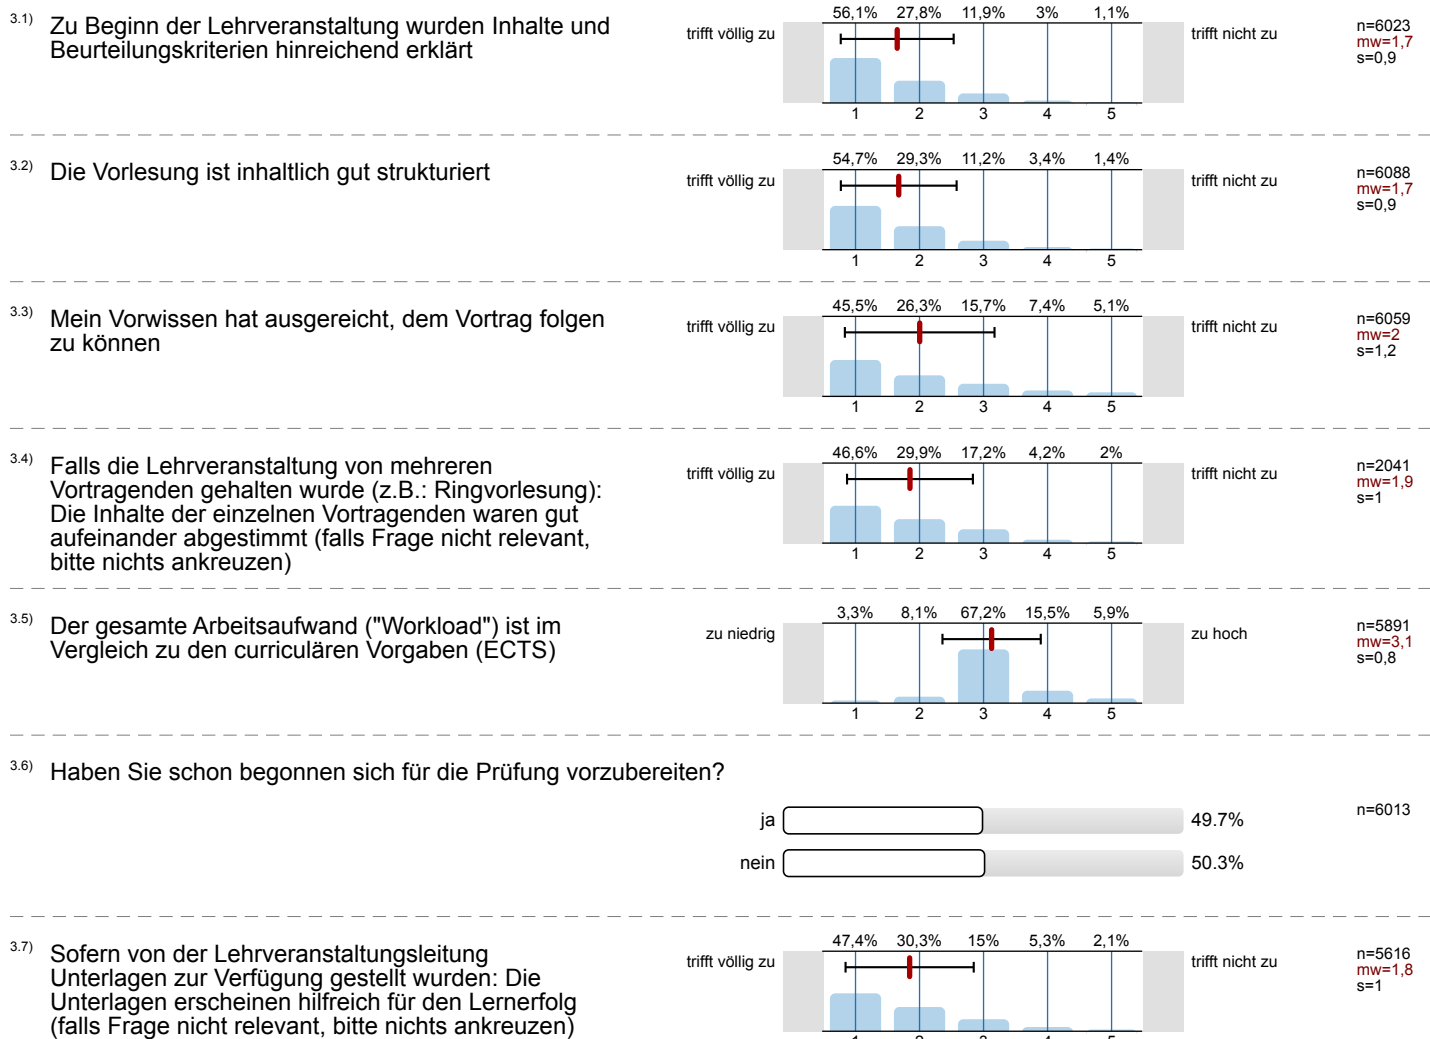 3.1) Zu Beginn der Lehrveranstaltung wurden Inhalte und
Beurteilungskriterien hinreichend erklärt
trifft völlig zu
56,1% 27,8% 11,9% 3% 1,1%
1 2 3 4 5
trifft nicht zu
n=6023
mw=1,7
s=0,9
3.2) Die Vorlesung ist inhaltlich gut strukturiert
trifft völlig zu
54,7% 29,3% 11,2% 3,4% 1,4%
1 2 3 4 5
trifft nicht zu
n=6088
mw=1,7
s=0,9
3.3) Mein Vorwissen hat ausgereicht, dem Vortrag folgen
zu können
trifft völlig zu
45,5% 26,3% 15,7% 7,4% 5,1%
1 2 3 4 5
trifft nicht zu
n=6059
mw=2
s=1,2
3.4) Falls die Lehrveranstaltung von mehreren
Vortragenden gehalten wurde (z.B.: Ringvorlesung):
Die Inhalte der einzelnen Vortragenden waren gut
aufeinander abgestimmt (falls Frage nicht relevant,
bitte nichts ankreuzen)
trifft völlig zu
46,6% 29,9% 17,2% 4,2% 2%
1 2 3 4 5
trifft nicht zu
n=2041
mw=1,9
s=1
3.5) Der gesamte Arbeitsaufwand ("Workload") ist im
Vergleich zu den curriculären Vorgaben (ECTS)
zu niedrig
3,3% 8,1% 67,2% 15,5% 5,9%
1 2 3 4 5
zu hoch
n=5891
mw=3,1
s=0,8
3.6) Haben Sie schon begonnen sich für die Prüfung vorzubereiten?
ja 49.7%
nein 50.3%
n=6013
3.7) Sofern von der Lehrveranstaltungsleitung
Unterlagen zur Verfügung gestellt wurden: Die
Unterlagen erscheinen hilfreich für den Lernerfolg
(falls Frage nicht relevant, bitte nichts ankreuzen)
trifft völlig zu
47,4% 30,3% 15% 5,3% 2,1%
trifft nicht zu
n=5616
mw=1,8
s=1